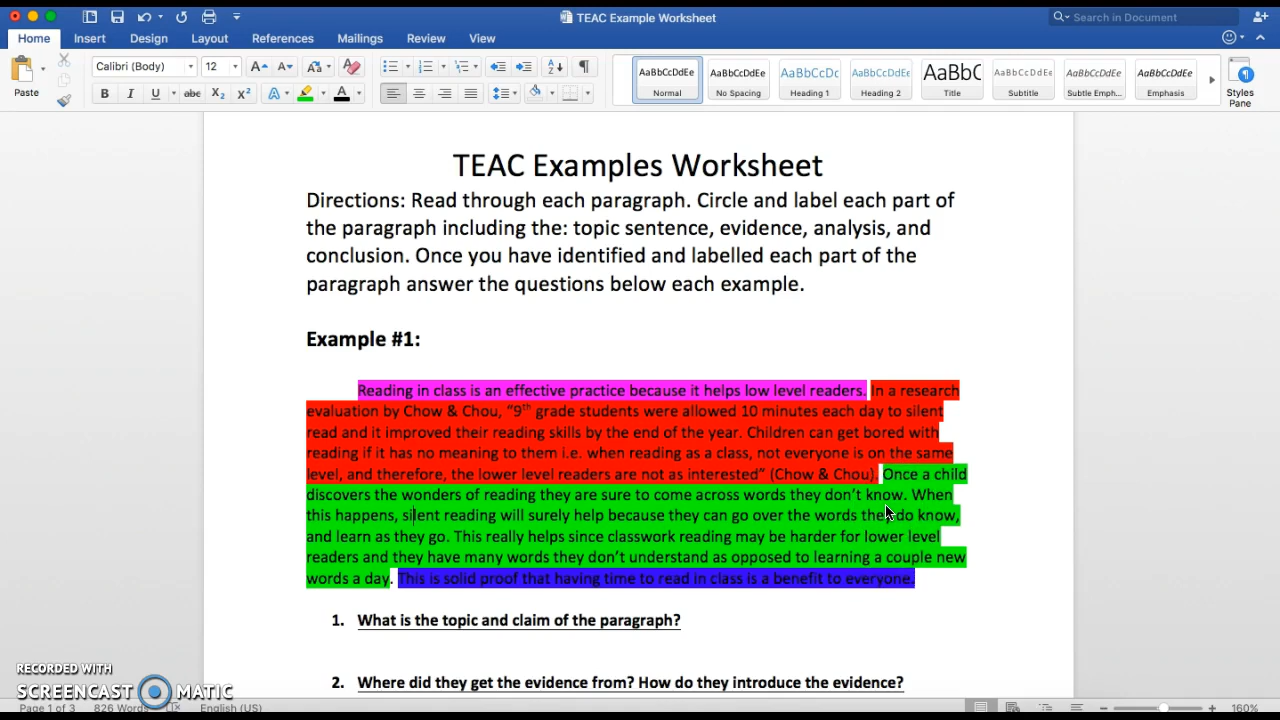 TEAC Example Worksheet
Search in Document
Home Insert Design Layout References Mailings Review View
Paste
Calibri (Body) 12
AaBbCcDdEe AaBbCcDdEe AaBbCcDc AaBbCcDdEe AaBbC AaBbCcDdEe AaBbCcDdEe AaBbCcDdEe
Normal No Spacing Heading 1 Heading 2 Title Subtitle Subtle Emph... Emphasis
Styles
Pane
TEAC Examples Worksheet
Directions: Read through each paragraph. Circle and label each part of
the paragraph including the: topic sentence, evidence, analysis, and
conclusion. Once you have identified and labelled each part of the
paragraph answer the questions below each example.
Example #1:
Reading in class is an effective practice because it helps low level readers. In a research
evaluation by Chow & Chou, “9th grade students were allowed 10 minutes each day to silent
read and it improved their reading skills by the end of the year. Children can get bored with
reading if it has no meaning to them i.e. when reading as a class, not everyone is on the same
level, and therefore, the lower level readers are not as interested” (Chow & Chou). Once a child
discovers the wonders of reading they are sure to come across words they don’t know. When
this happens, silent reading will surely help because they can go over the words they do know,
and learn as they go. This really helps since classwork reading may be harder for lower level
readers and they have many words they don’t understand as opposed to learning a couple new
words a day. This is solid proof that having time to read in class is a benefit to everyone.
1. What is the topic and claim of the paragraph?
2. Where did they get the evidence from? How do they introduce the evidence?
RECORDED WITH
SCREENCAST MATIC
Page 1 of 3 826 Words English (US) 160%